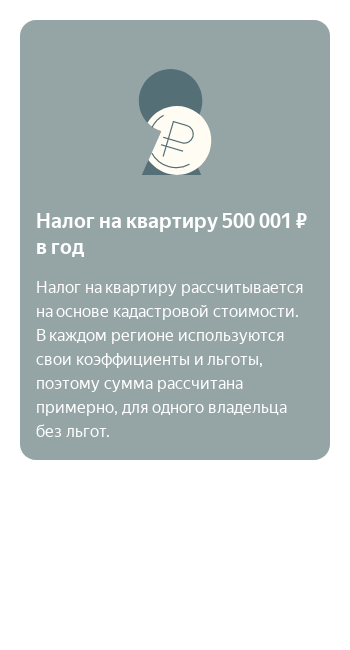 Налог на квартиру 500 001 ₽
в год
Налог на квартиру рассчитывается
на основе кадастровой стоимости.
В каждом регионе используются
свои коэффициенты и льготы,
поэтому сумма рассчитана
примерно, для одного владельца
без льгот.